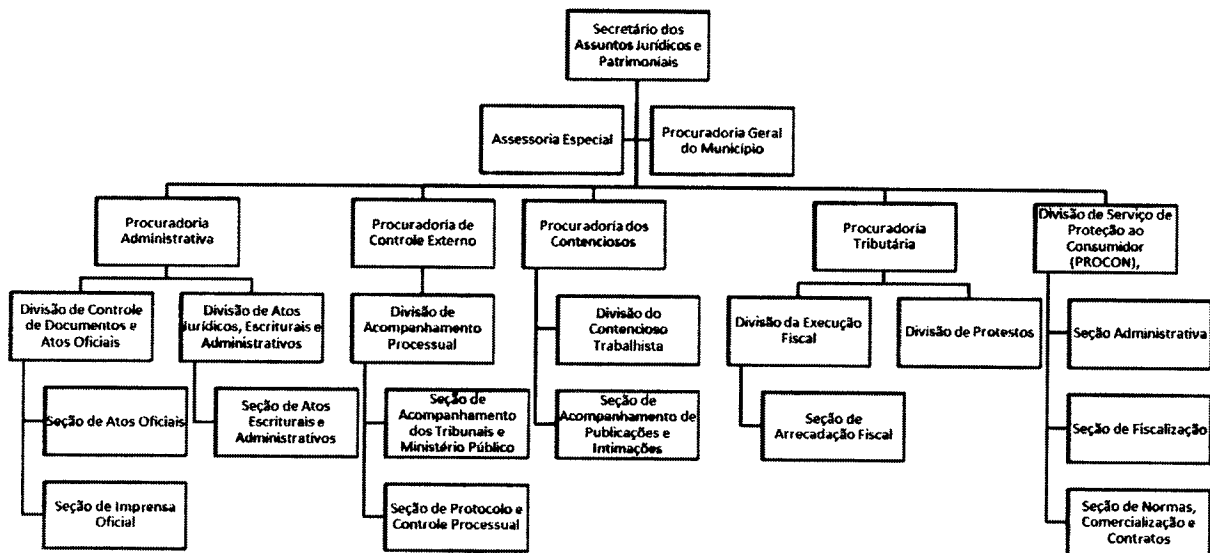 Secretário dos
Assuntos Jurídicos e
Patrimoniais
Assessoria Especial
Procuradoria Geral
do Município
Procuradoria
Administrativa
Procuradoria de
Controle Externo
Procuradoria dos
Contenciosos
Procuradoria
Tributária
Divisão de Serviço de
Proteção ao
Consumidor
(PROCON),
Divisão de Controle
de Documentos e
Atos Oficiais
Divisão de Atos
Jurídicos, Escriturais e
Administrativos
Divisão de
Acompanhamento
Processual
Divisão do
Contencioso
Trabalhista
Divisão da Execução
Fiscal
Divisão de Protestos
Seção Administrativa
Seção de Atos Oficiais
Seção de Atos
Escriturais e
Administrativos
Seção de
Acompanhamento
dos Tribunais e
Ministério Público
Seção de
Acompanhamento de
Publicações e
Intimações
Seção de
Arrecadação Fiscal
Seção de Fiscalização
Seção de Imprensa
Oficial
Seção de Protocolo e
Controle Processual
Seção de Normas,
Comercialização e
Contratos